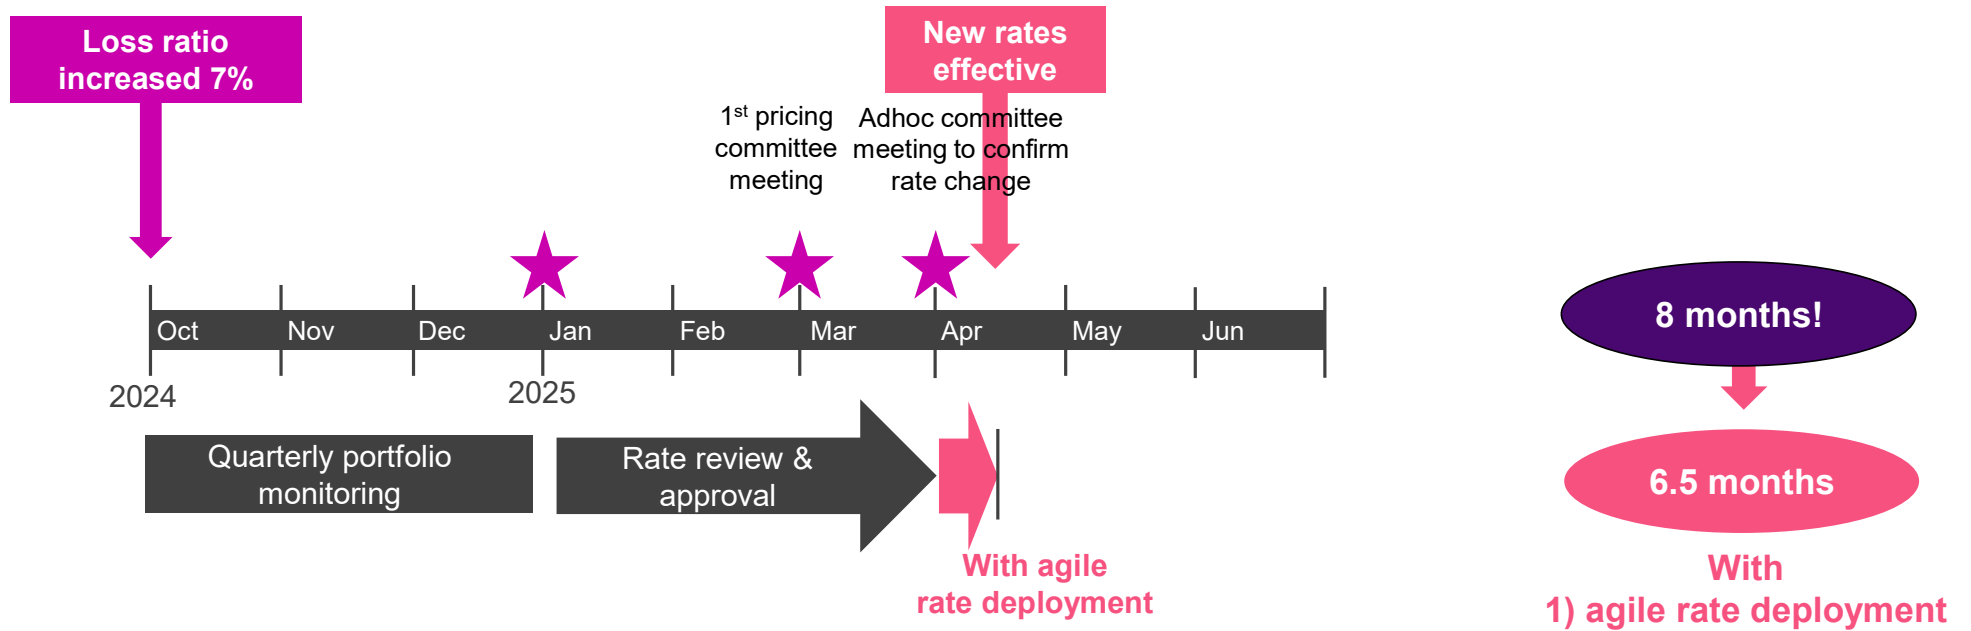 Loss ratio
increased 7%
New rates
effective
1st pricing
committee
meeting
Adhoc committee
meeting to confirm
rate change
Oct
Nov
Dec
Jan
Feb
Mar
Apr
May
Jun
2024
2025
Quarterly portfolio
monitoring
Rate review &
approval
With agile
rate deployment
8 months!
6.5 months
With
1) agile rate deployment